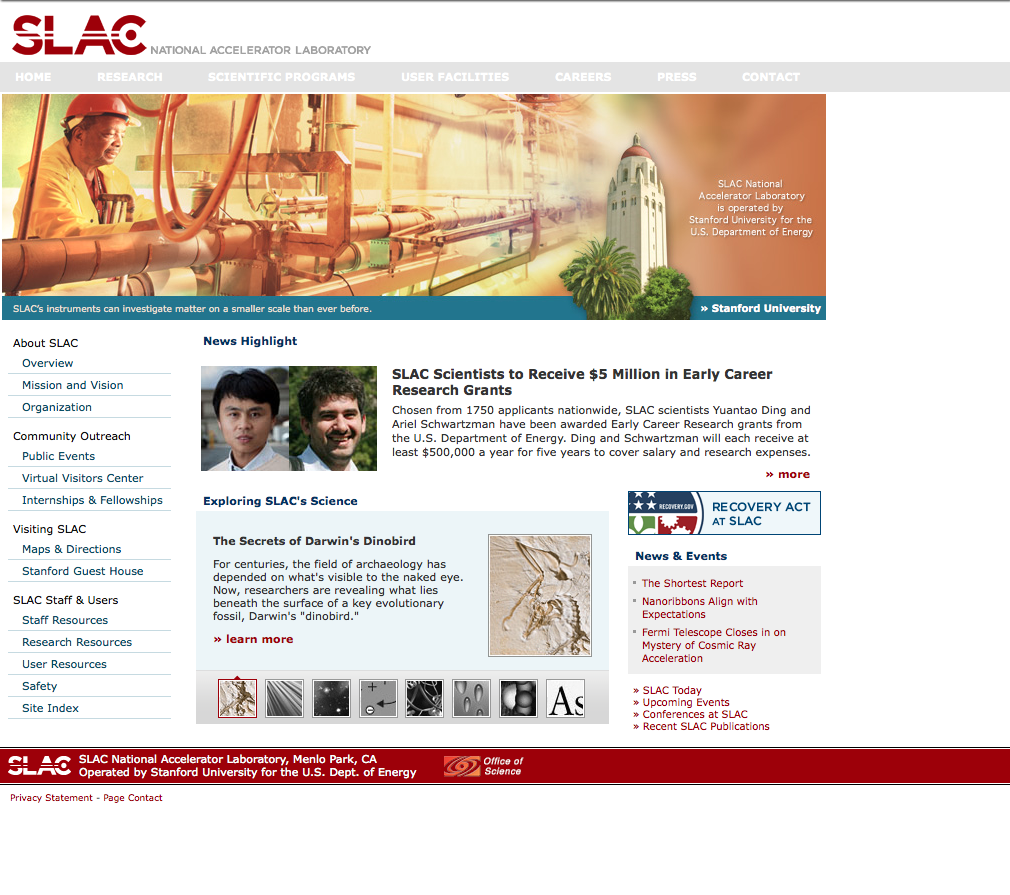 SLAC NATIONAL ACCELERATOR LABORATORY
HOME RESEARCH SCIENTIFIC PROGRAMS USER FACILITIES CAREERS PRESS CONTACT
SLAC National
Accelerator Laboratory
is operated by
Stanford University for the
U.S. Department of Energy
SLAC's instruments can investigate matter on a smaller scale than ever before.
» Stanford University
About SLAC
Overview
Mission and Vision
Organization
Community Outreach
Public Events
Virtual Visitors Center
Internships & Fellowships
Visiting SLAC
Maps & Directions
Stanford Guest House
SLAC Staff & Users
Staff Resources
Research Resources
User Resources
Safety
Site Index
News Highlight
SLAC Scientists to Receive $5 Million in Early Career
Research Grants
Chosen from 1750 applicants nationwide, SLAC scientists Yuantao Ding and
Ariel Schwartzman have been awarded Early Career Research grants from
the U.S. Department of Energy. Ding and Schwartzman will each receive at
least $500,000 a year for five years to cover salary and research expenses.
» more
Exploring SLAC's Science
The Secrets of Darwin's Dinobird
For centuries, the field of archaeology has
depended on what's visible to the naked eye.
Now, researchers are revealing what lies
beneath the surface of a key evolutionary
fossil, Darwin's "dinobird."
» learn more
As
RECOVERY.GOV
RECOVERY ACT
AT SLAC
News & Events
The Shortest Report
Nanoribbons Align with
Expectations
Fermi Telescope Closes in on
Mystery of Cosmic Ray
Acceleration
» SLAC Today
» Upcoming Events
» Conferences at SLAC
» Recent SLAC Publications
SLAC
SLAC National Accelerator Laboratory, Menlo Park, CA
Operated by Stanford University for the U.S. Dept. of Energy
Office of
Science
Privacy Statement - Page Contact